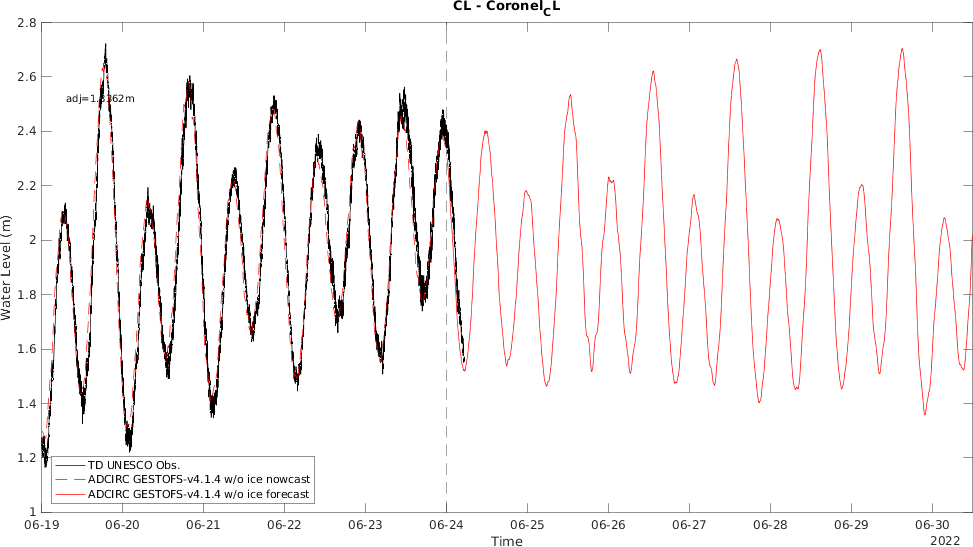 CL - Coronel_CL
2.8
2.6
2.4
2.2
2
1.8
1.6
1.4
1.2
1
Water Level (m)
TD UNESCO Obs.
ADCIRC GESTOFS-v4.1.4 w/o ice nowcast
ADCIRC GESTOFS-v4.1.4 w/o ice forecast
06-19 06-20 06-21 06-22 06-23 06-24 06-25 06-26 06-27 06-28 06-29 06-30
Time
2022